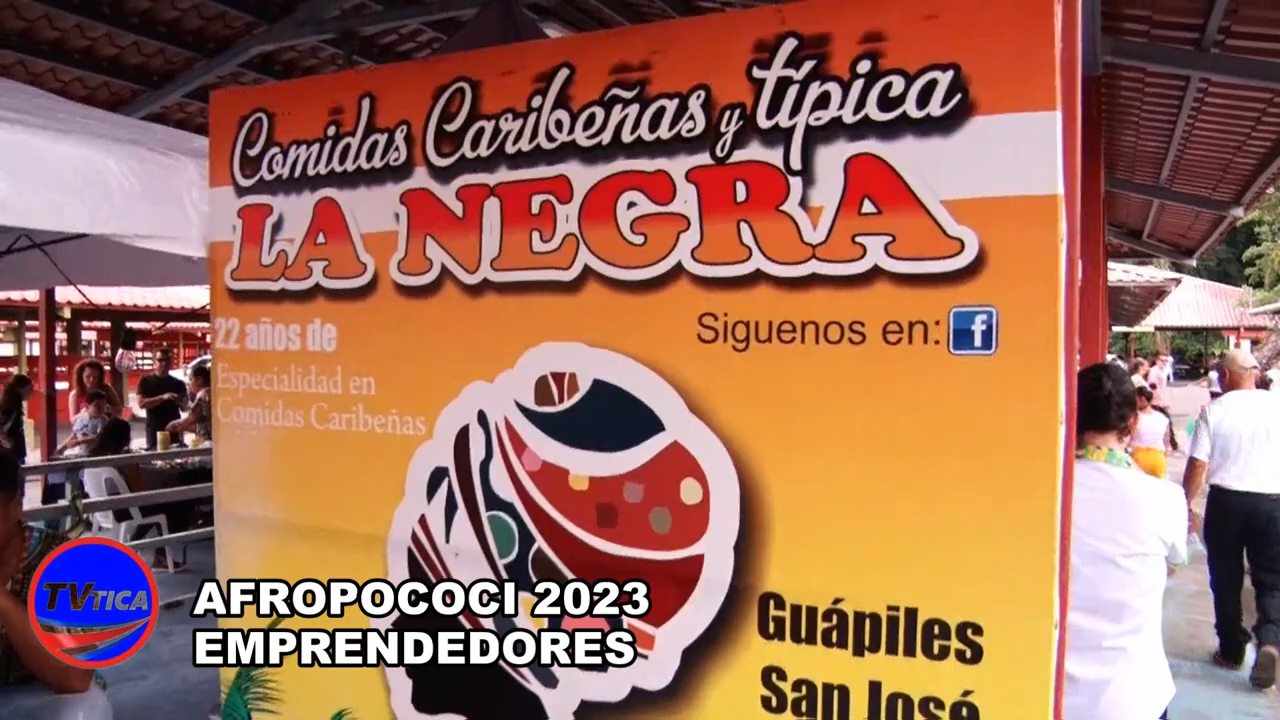 Comidas Caribeñas y típica
LA NEGRA
22 años de
Especialidad en
Comidas Caribeñas
Siguenos en: f
Guápiles
San José
TVTICA
AFROPOCOCI 2023
EMPRENDEDORES